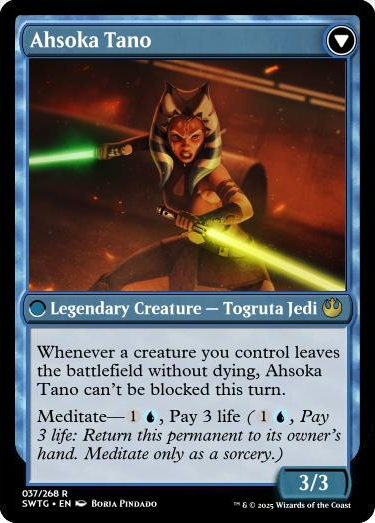 Ahsoka Tano
Legendary Creature — Togruta Jedi
Whenever a creature you control leaves
the battlefield without dying, Ahsoka
Tano can't be blocked this turn.
Meditate— 1, Pay 3 life ( 1, Pay
3 life: Return this permanent to its owner's
hand. Meditate only as a sorcery.)
3/3
037/268 R
SWTG • EN Borja Pindado
™ & © 2025 Wizards of the Coast